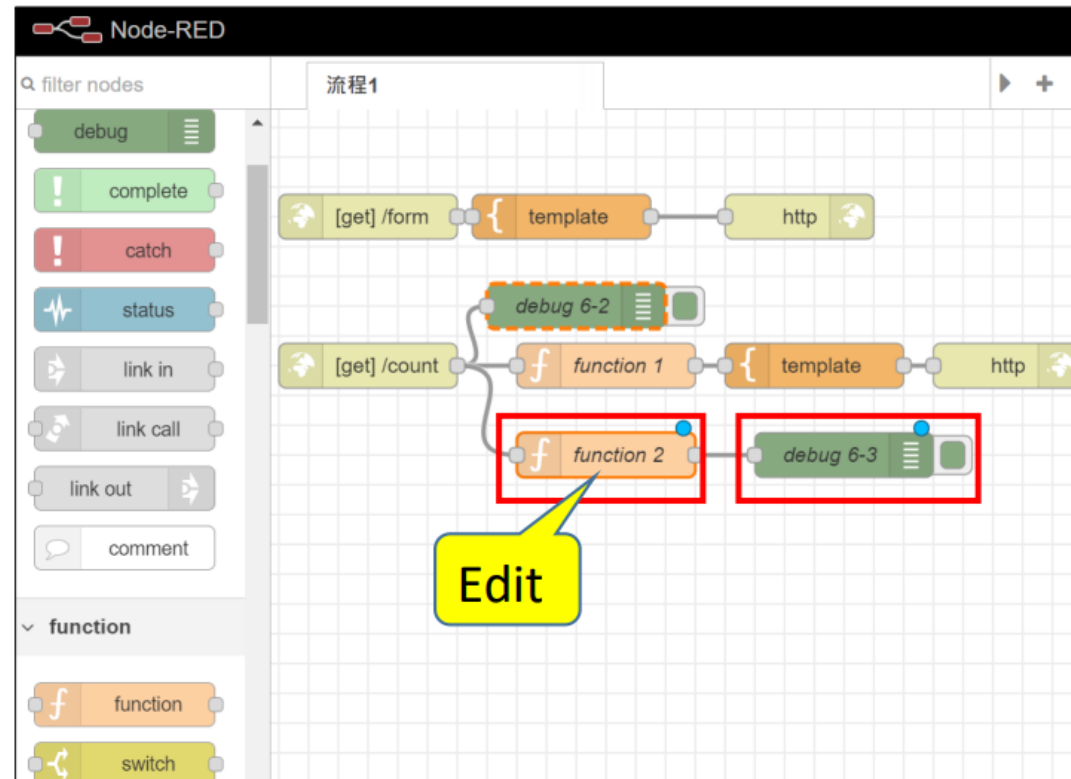 Node-RED
filter nodes
流程1
debug
complete
catch
status
link in
link call
link out
comment
function
function
switch
[get] /form
template
http
debug 6-2
[get] /count
function 1
template
http
function 2
debug 6-3
Edit